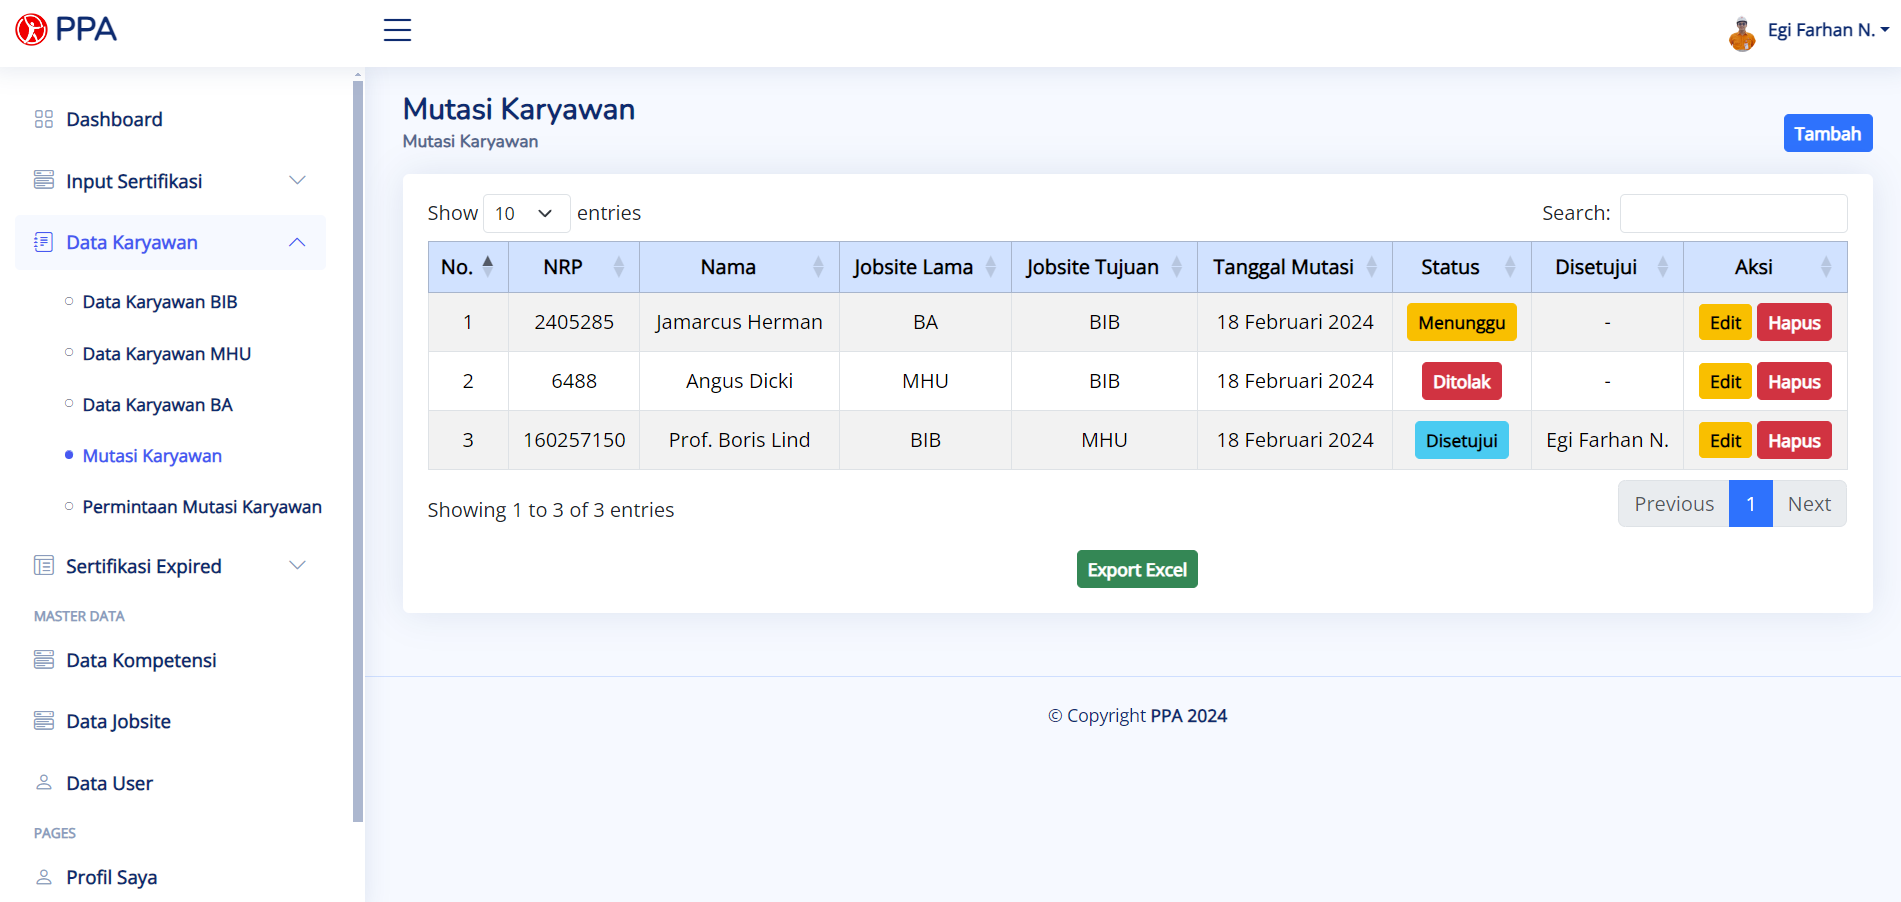 PPA
Egi Farhan N.
Dashboard
Input Sertifikasi
Data Karyawan
Data Karyawan BIB
Data Karyawan MHU
Data Karyawan BA
Mutasi Karyawan
Permintaan Mutasi Karyawan
Sertifikasi Expired
MASTER DATA
Data Kompetensi
Data Jobsite
Data User
PAGES
Profil Saya
Mutasi Karyawan
Mutasi Karyawan
Tambah
Show 10 entries Search:
No. NRP Nama Jobsite Lama Jobsite Tujuan Tanggal Mutasi Status Disetujui Aksi
1 2405285 Jamarcus Herman BA BIB 18 Februari 2024 Menunggu - Edit Hapus
2 6488 Angus Dicki MHU BIB 18 Februari 2024 Ditolak - Edit Hapus
3 160257150 Prof. Boris Lind BIB MHU 18 Februari 2024 Disetujui Egi Farhan N. Edit Hapus
Showing 1 to 3 of 3 entries Previous 1 Next
Export Excel
© Copyright PPA 2024